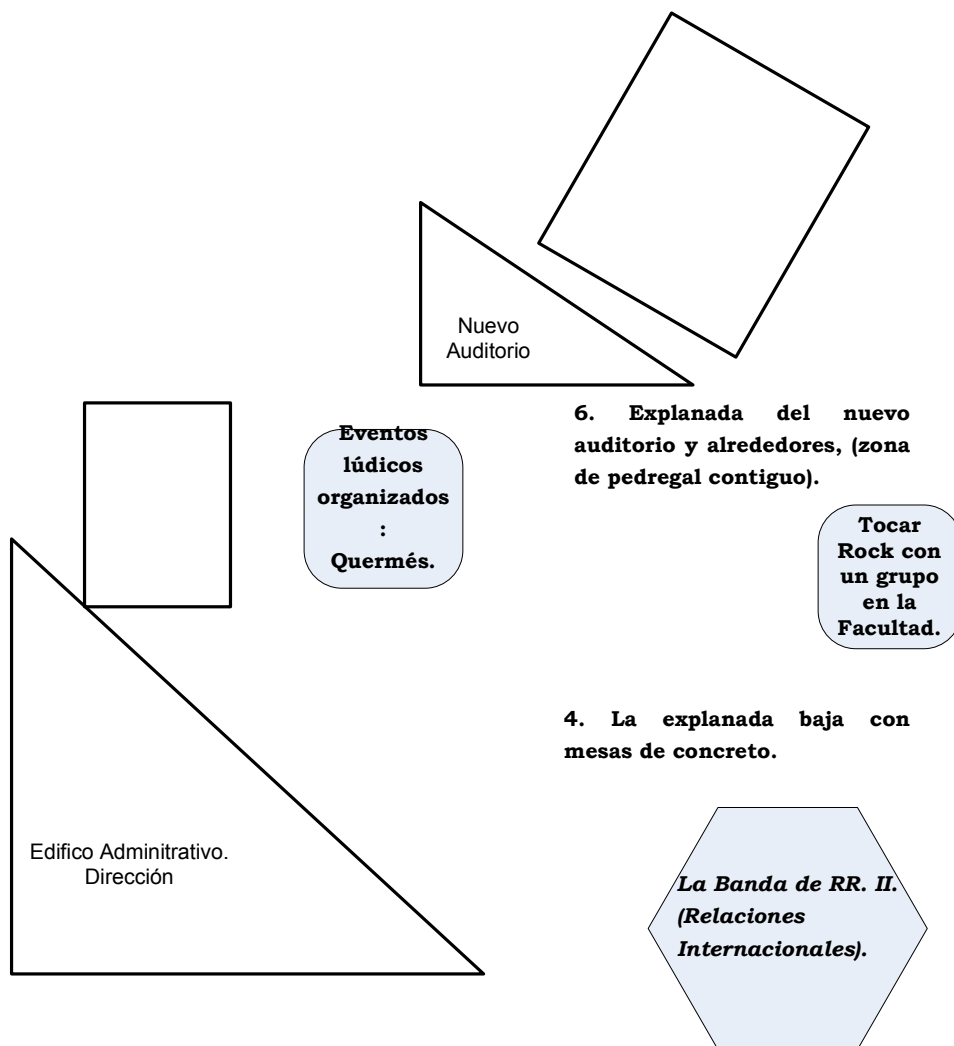 Nuevo
Auditorio
Eventos
lúdicos
organizados
:
Quermés.
6. Explanada del nuevo
auditorio y alrededores, (zona
de pedregal contiguo).
Tocar
Rock con
un grupo
en la
Facultad.
4. La explanada baja con
mesas de concreto.
Edifico Adminitrativo.
Dirección
La Banda de RR. II.
(Relaciones
Internacionales).